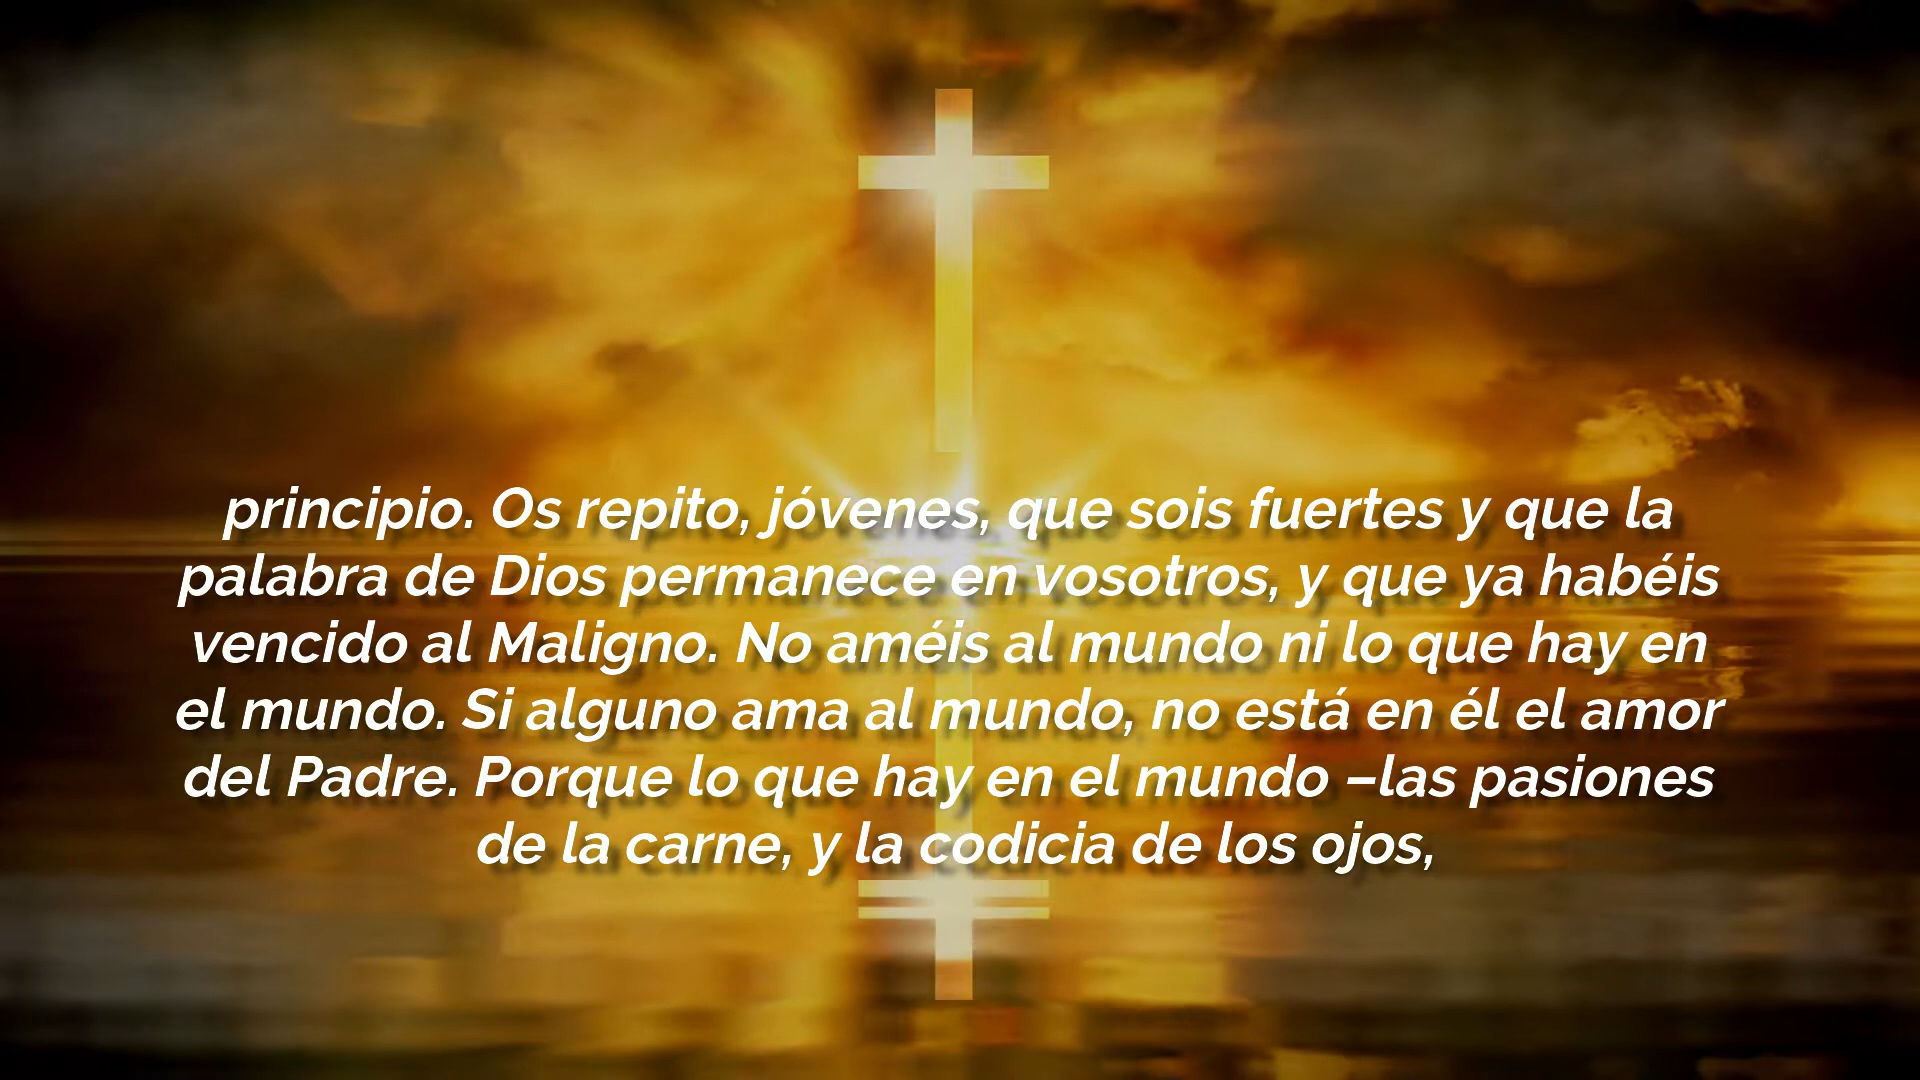 principio. Os repito, jóvenes, que sois fuertes y que la
palabra de Dios permanece en vosotros, y que ya habéis
vencido al Maligno. No améis al mundo ni lo que hay en
el mundo. Si alguno ama al mundo, no está en él el amor
del Padre. Porque lo que hay en el mundo –las pasiones
de la carne, y la codicia de los ojos,